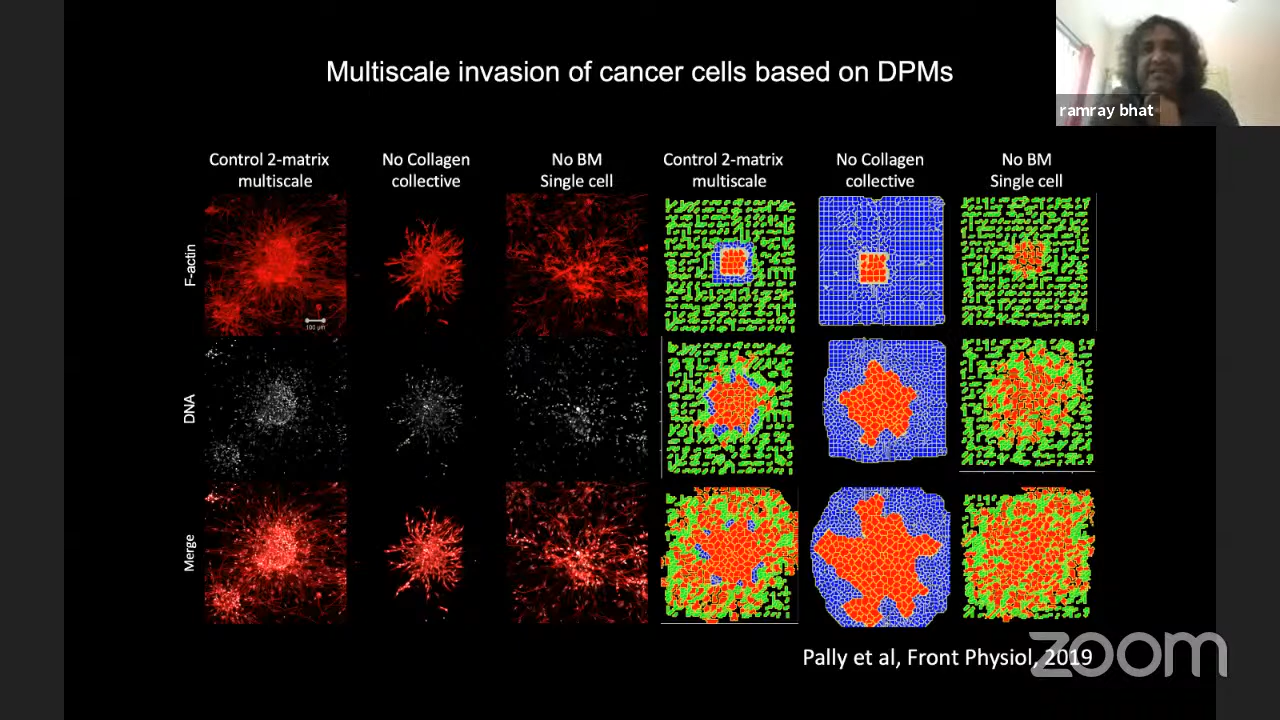 Multiscale invasion of cancer cells based on DPMs
ramray bhat
Control 2-matrix
multiscale
No Collagen
collective
No BM
Single cell
Control 2-matrix
multiscale
No Collagen
collective
No BM
Single cell
F-actin
100 µm
DNA
Merge
Pally et al, Front Physiol, 2019
zoom